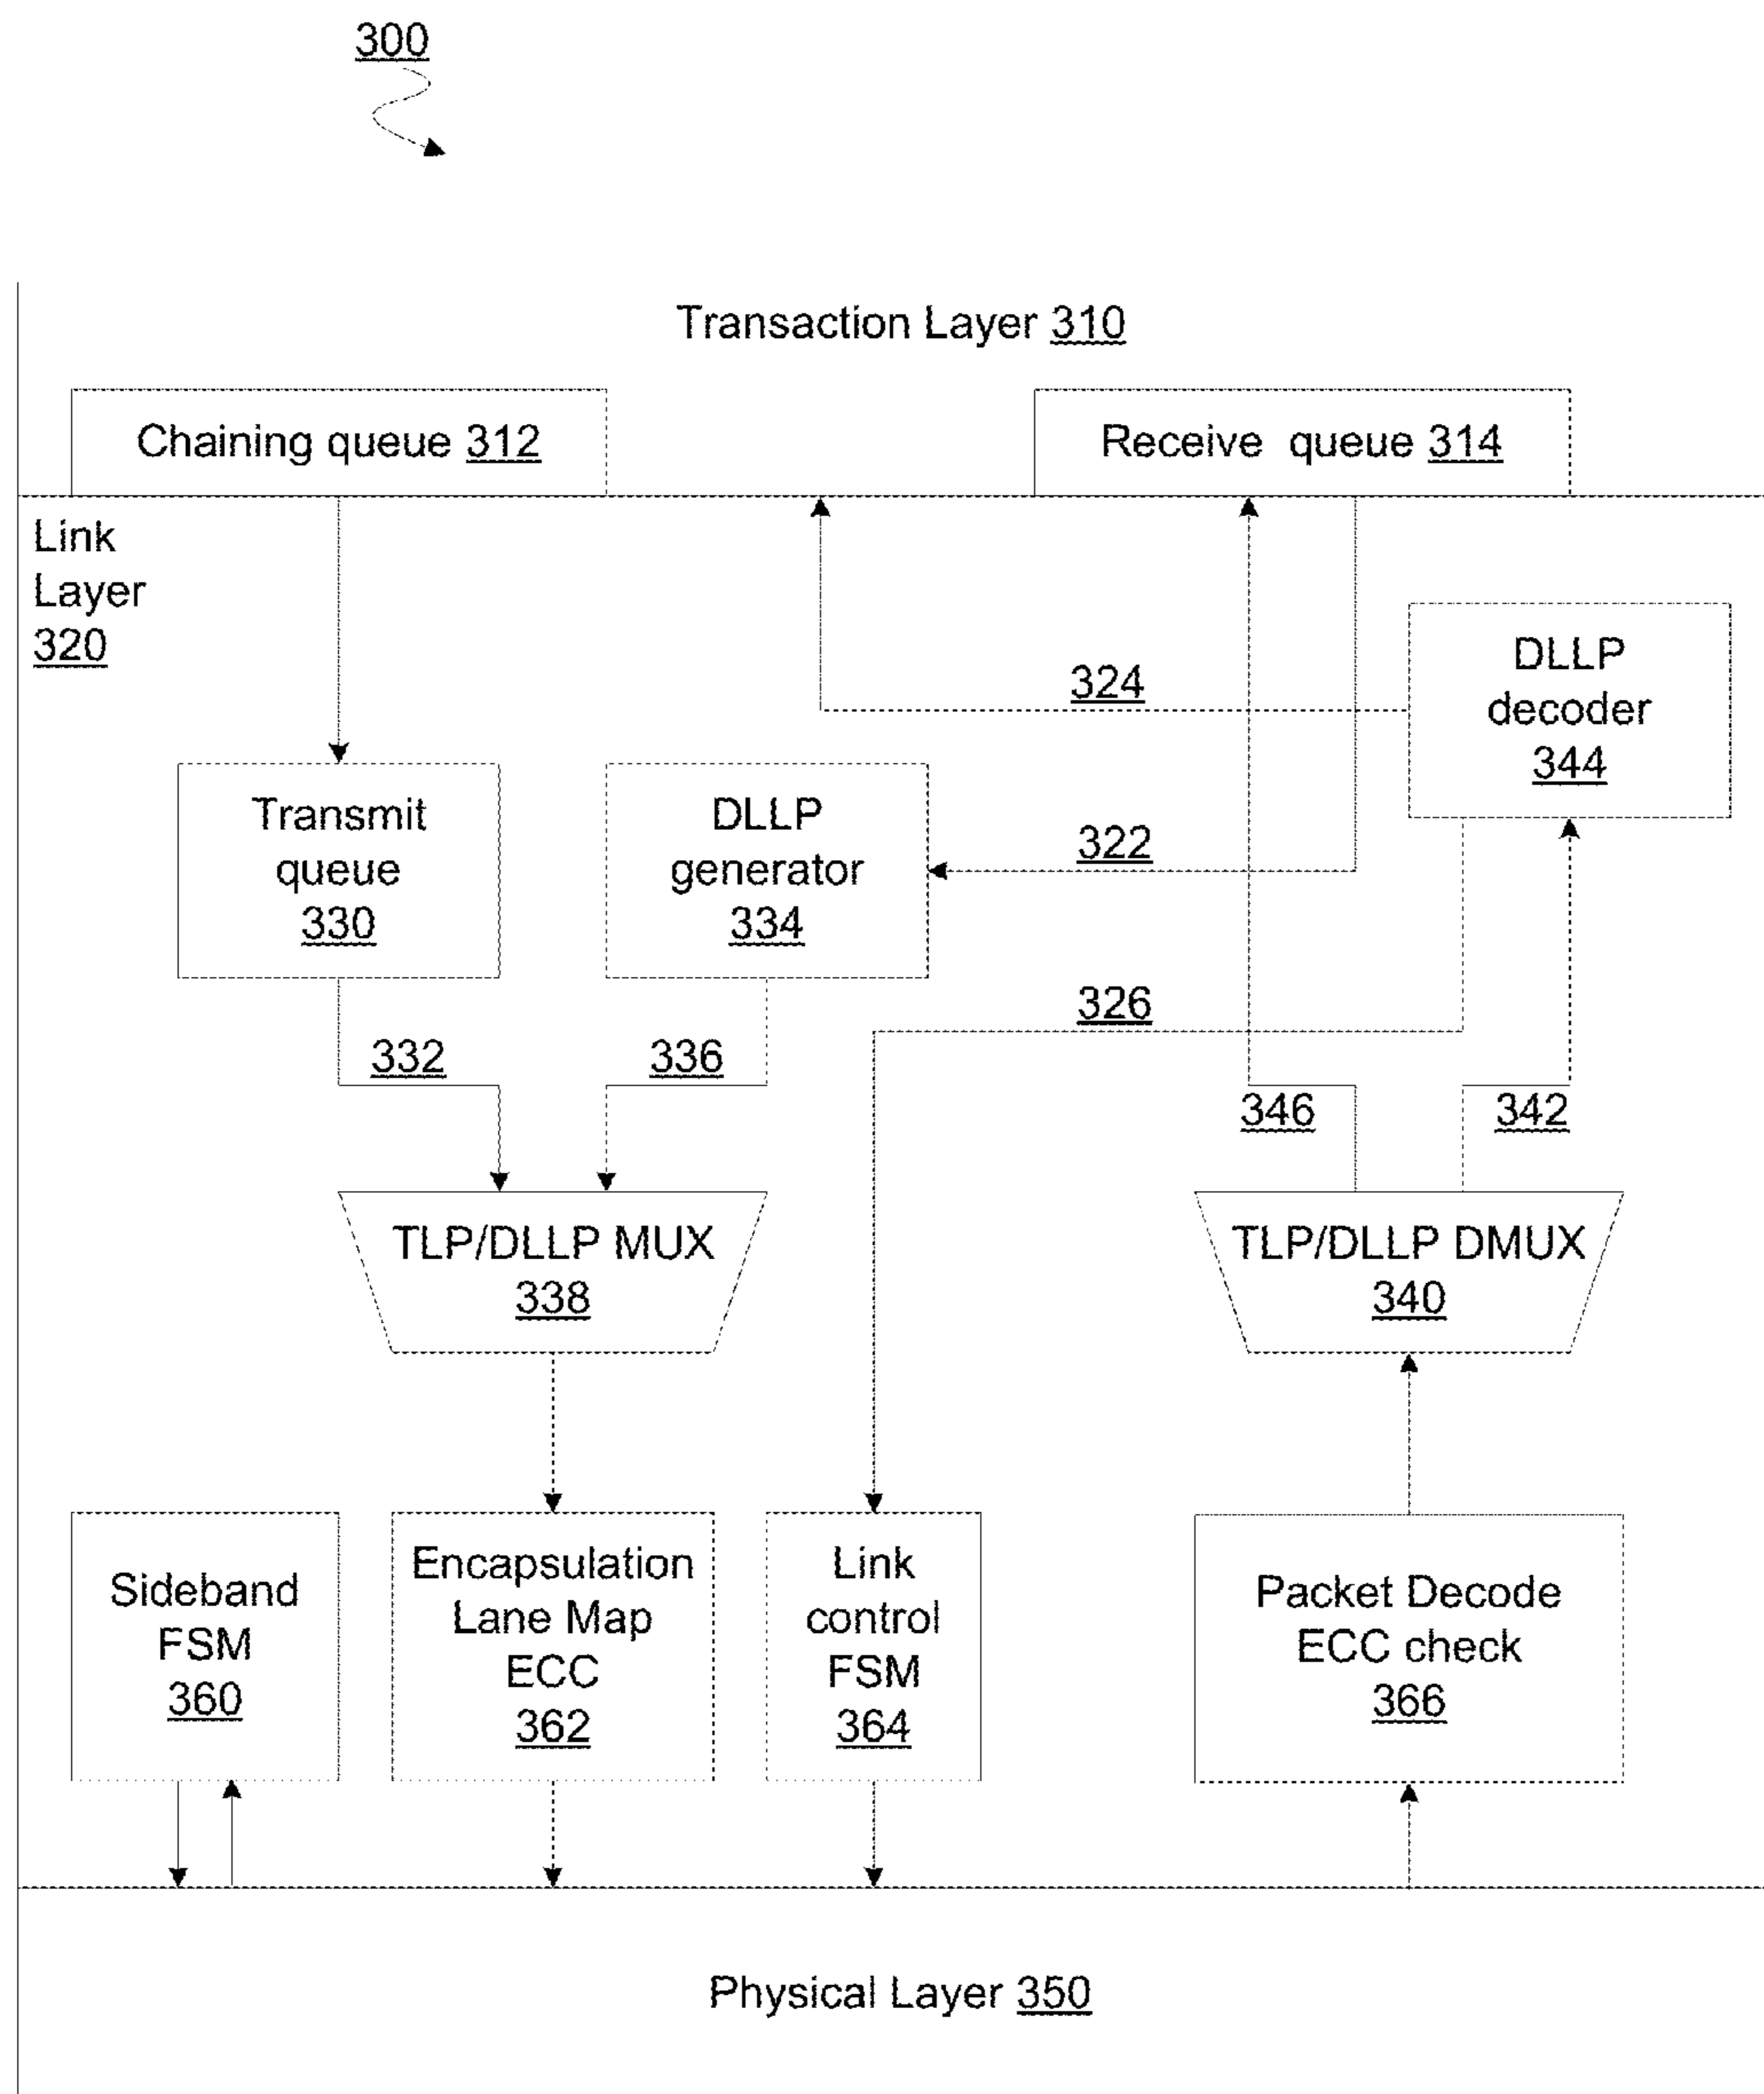 300
Transaction Layer 310
Chaining queue 312
Receive queue 314
Link
Layer
320
324
DLLP
decoder
344
Transmit
queue
330
DLLP
generator
334
322
326
332
336
346
342
TLP/DLLP MUX
338
TLP/DLLP DMUX
340
Sideband
FSM
360
Encapsulation
Lane Map
ECC
362
Link
control
FSM
364
Packet Decode
ECC check
366
Physical Layer 350